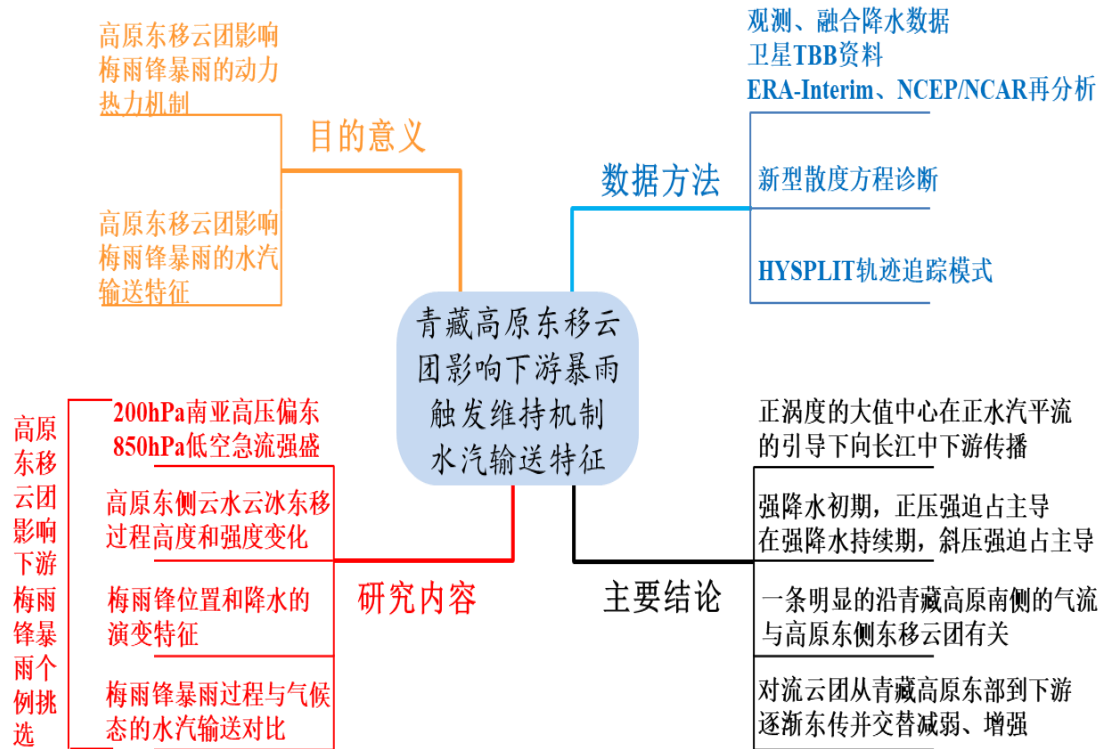 高原东移云团影响
梅雨锋暴雨的动力
热力机制
目的意义
高原东移云团影响
梅雨锋暴雨的水汽
输送特征
观测、融合降水数据
卫星TBB资料
ERA-Interim、NCEP/NCAR再分析
数据方法
新型散度方程诊断
HYSPLIT轨迹追踪模式
青藏高原东移云
团影响下游暴雨
触发维持机制
水汽输送特征
高原
东移
云团
影响
下游
梅雨
锋暴
雨个
例挑
选
200hPa南亚高压偏东
850hPa低空急流强盛
高原东侧云水云冰东移
过程高度和强度变化
研究内容
梅雨锋位置和降水的
演变特征
梅雨锋暴雨过程与气候
态的水汽输送对比
正涡度的大值中心在正水汽平流
的引导下向长江中下游传播
强降水初期，正压强迫占主导
在强降水持续期，斜压强迫占主导
主要结论
一条明显的沿青藏高原南侧的气流
与高原东侧东移云团有关
对流云团从青藏高原东部到下游
逐渐东传并交替减弱、增强